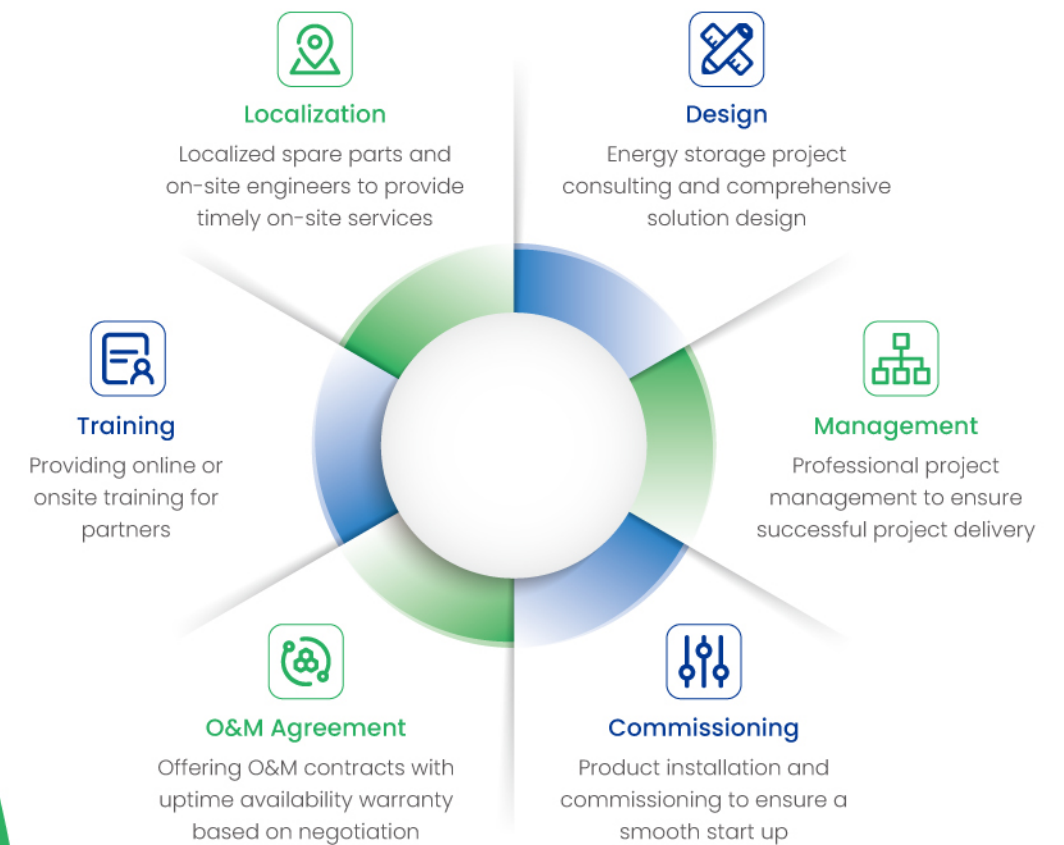 Localization
Localized spare parts and
on-site engineers to provide
timely on-site services
Design
Energy storage project
consulting and comprehensive
solution design
Training
Providing online or
onsite training for
partners
Management
Professional project
management to ensure
successful project delivery
O&M Agreement
Offering O&M contracts with
uptime availability warranty
based on negotiation
Commissioning
Product installation and
commissioning to ensure a
smooth start up